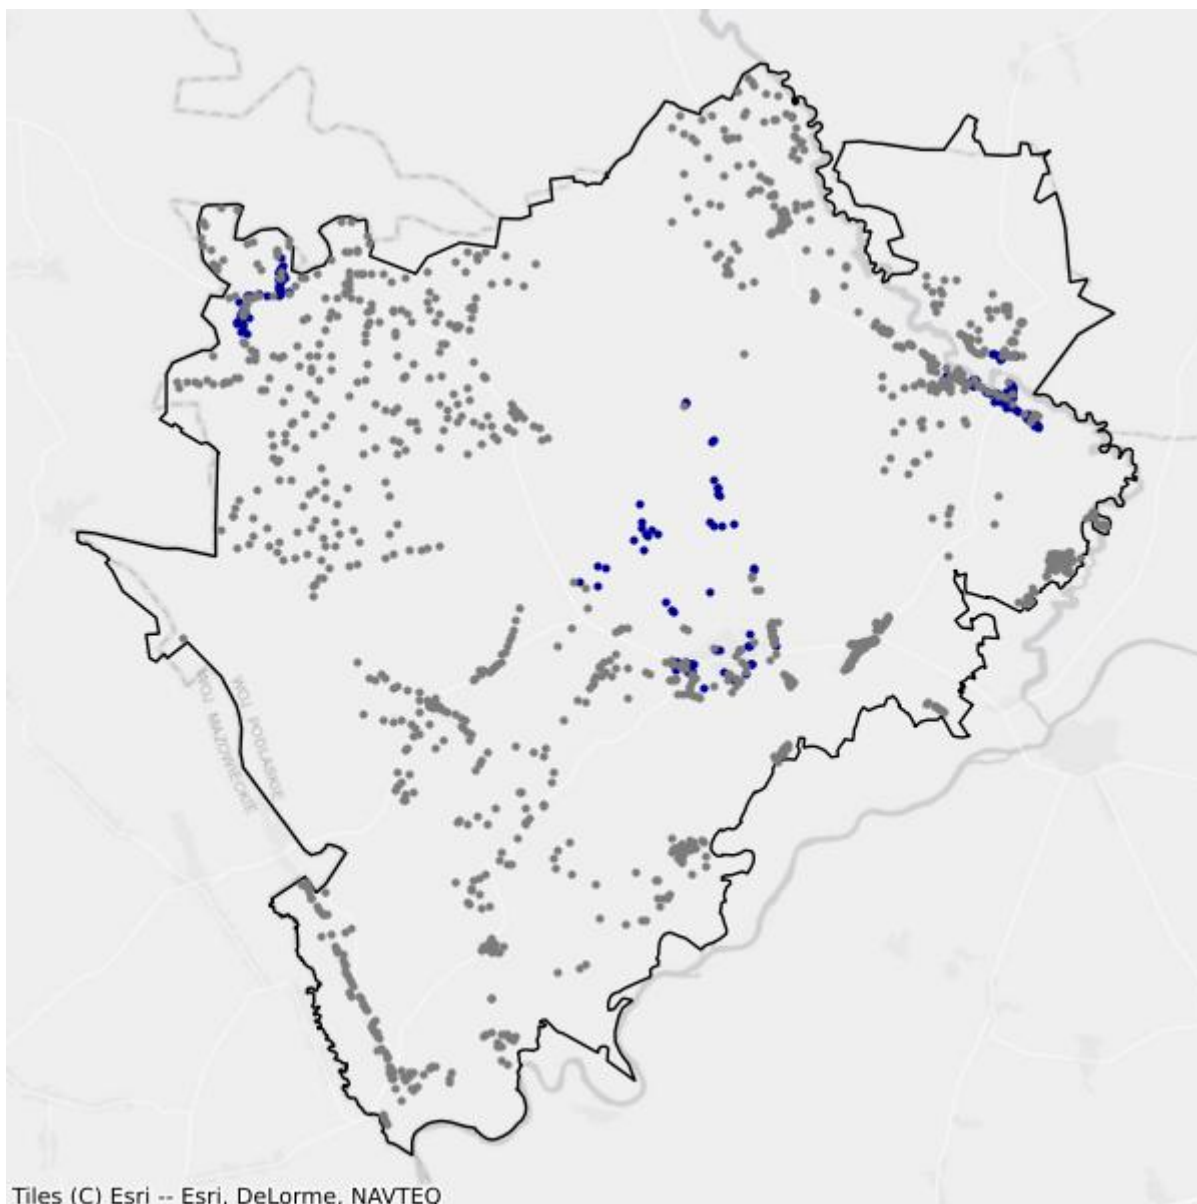 WOJ. PODLASKIE
WOJ. MAZOWIECKIE
Tiles (C) Esri -- Esri, DeLorme, NAVTEQ